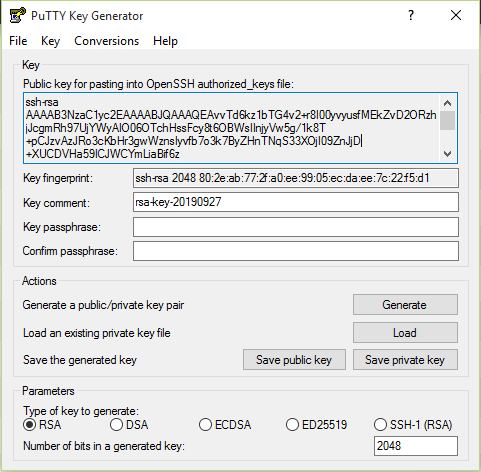 PuTTY Key Generator
?
File Key Conversions Help
Key
Public key for pasting into OpenSSH authorized_keys file:
ssh-rsa
AAAAB3NzaC1yc2EAAAABJQAAAQEAvvTd6kz1bTG4v2+r8I00yvyusfMEkZvD2ORzh
jJcgmRh97UjYWyAlO06OTchHssFcy8t6OBWsIlnjyVw5g/1k8T
+pCJzvAzJRo3cKbHr3gwWznslyvfb7o3k7ByZHnTNqS33XOjI09ZnJjD
+XUCDVHa59ICJWCYmLiaBif6z
Key fingerprint: ssh-rsa 2048 80:2e:ab:77:2f:a0:ee:99:05:ec:da:ee:7c:22:f5:d1
Key comment: rsa-key-20190927
Key passphrase:
Confirm passphrase:
Actions
Generate a public/private key pair Generate
Load an existing private key file Load
Save the generated key Save public key Save private key
Parameters
Type of key to generate:
RSA DSA ECDSA ED25519 SSH-1 (RSA)
Number of bits in a generated key: 2048